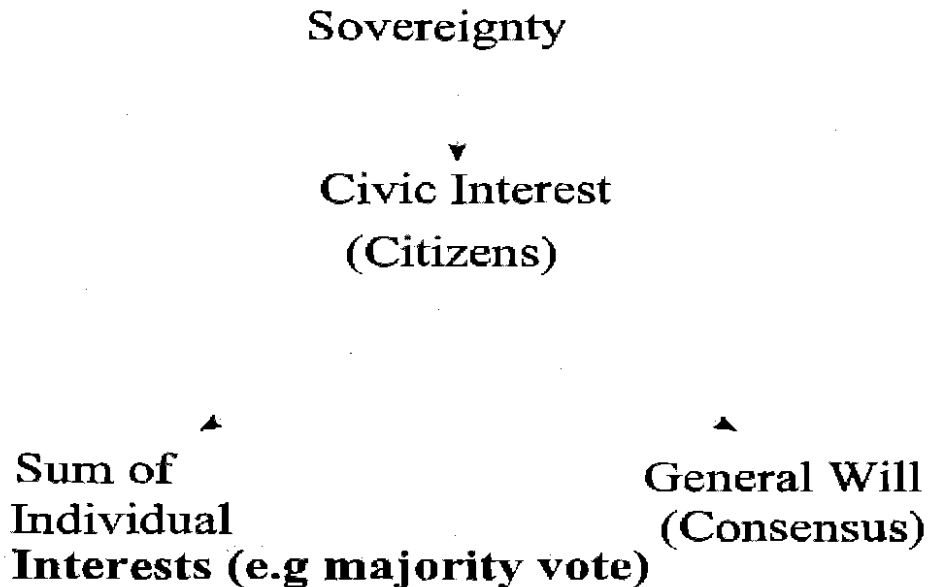 Sovereignty
Civic Interest
(Citizens)
Sum of
Individual
Interests (e.g majority vote)
General Will
(Consensus)